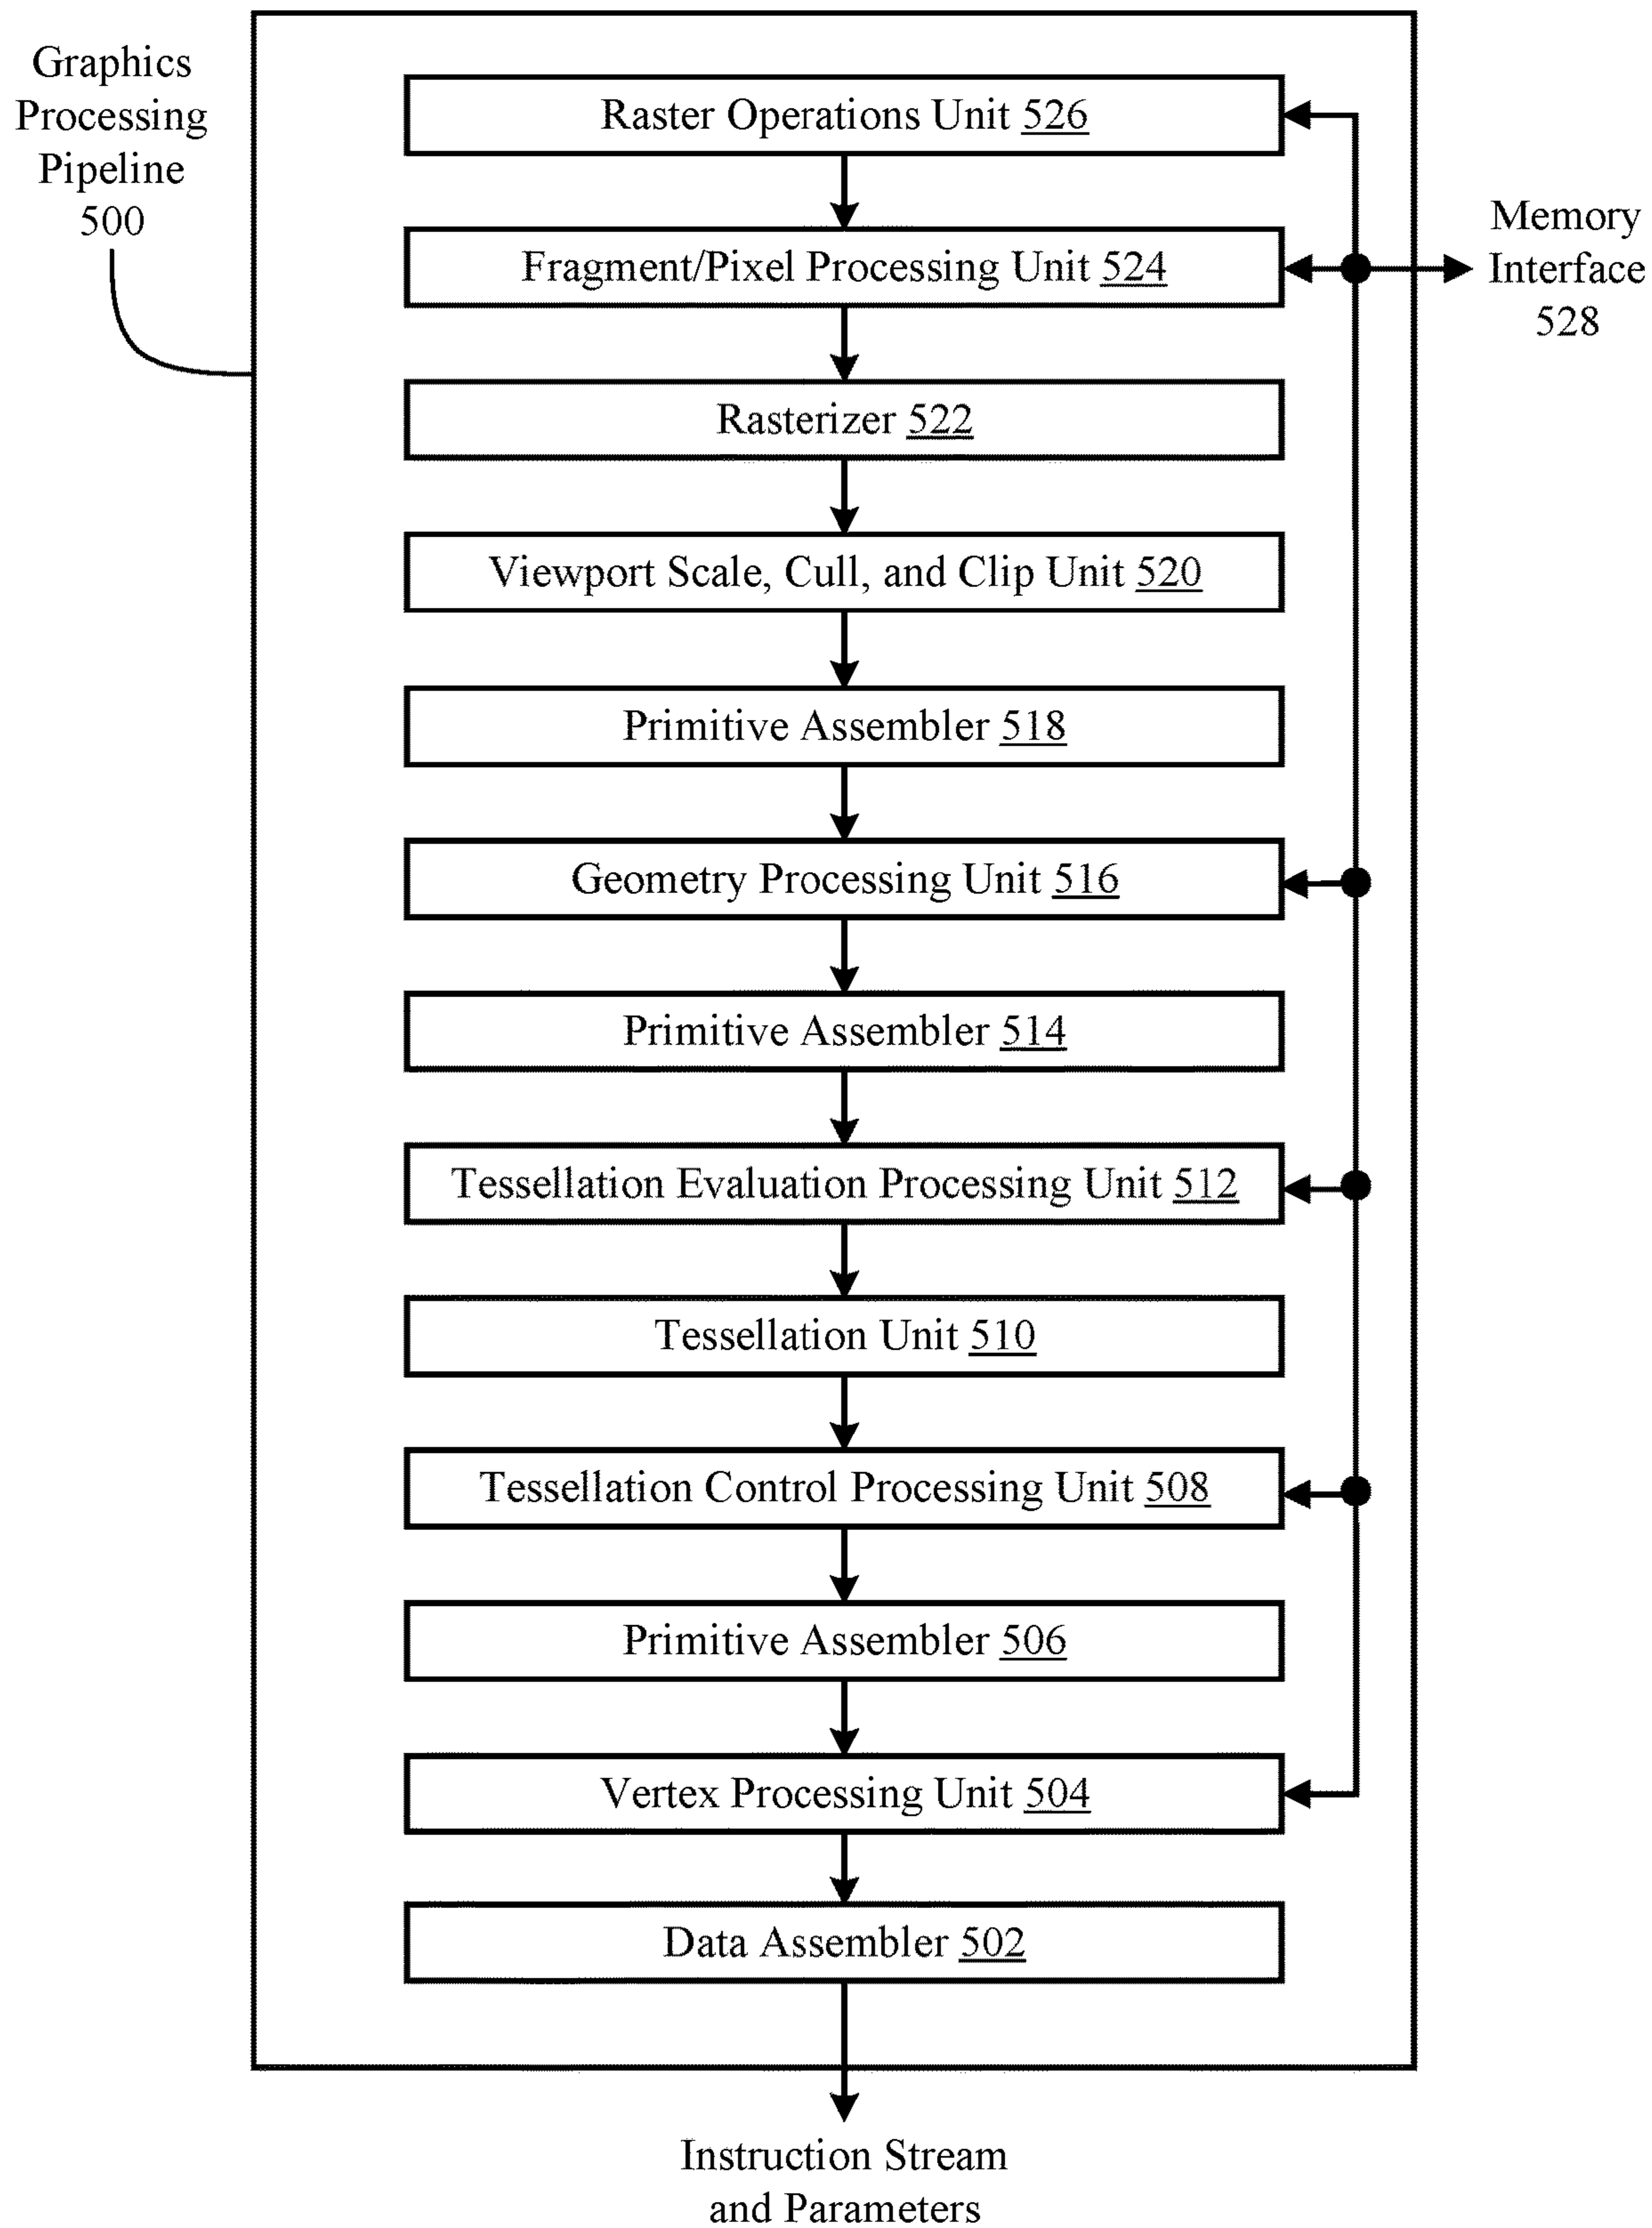 Graphics
Processing
Pipeline
500
Raster Operations Unit 526
Fragment/Pixel Processing Unit 524
Memory
Interface
528
Rasterizer 522
Viewport Scale, Cull, and Clip Unit 520
Primitive Assembler 518
Geometry Processing Unit 516
Primitive Assembler 514
Tessellation Evaluation Processing Unit 512
Tessellation Unit 510
Tessellation Control Processing Unit 508
Primitive Assembler 506
Vertex Processing Unit 504
Data Assembler 502
Instruction Stream
and Parameters